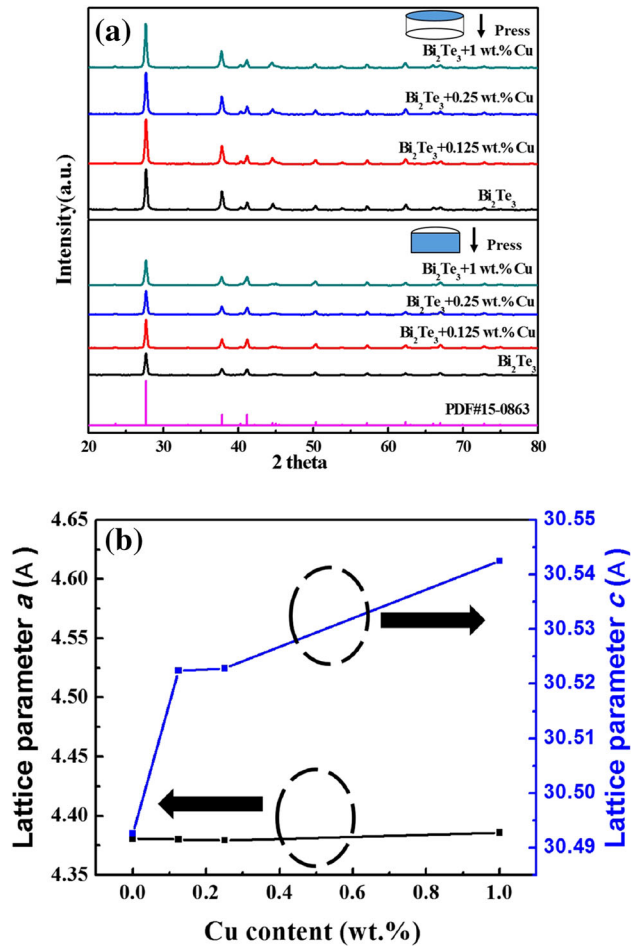 (a)
Press
Bi₂Te₃+1 wt.% Cu
Bi₂Te₃+0.25 wt.% Cu
Bi₂Te₃+0.125 wt.% Cu
Bi₂Te₃
Press
Bi₂Te₃+1 wt.% Cu
Bi₂Te₃+0.25 wt.% Cu
Bi₂Te₃+0.125 wt.% Cu
Bi₂Te₃
PDF#15-0863
Intensity(a.u.)
20 30 40 50 60 70 80
2 theta
(b)
4.65
4.60
4.55
4.50
4.45
4.40
4.35
Lattice parameter a (A)
30.55
30.54
30.53
30.52
30.51
30.50
30.49
Lattice parameter c (A)
0.0 0.2 0.4 0.6 0.8 1.0
Cu content (wt.%)